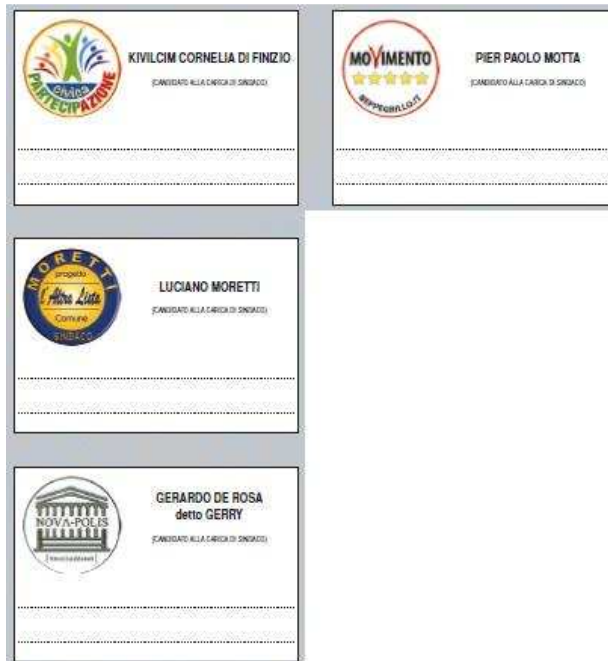 civica
PARTECIPAZIONE
KIVILCIM CORNELIA DI FINIZIO
(CANDIDATO ALLA CARICA DI SINDACO)
MOVIMENTO
BEPPEGRILLO.IT
PIER PAOLO MOTTA
(CANDIDATO ALLA CARICA DI SINDACO)
MORETTI
progetto
l'Altra Lista
Comune
SINDACO
LUCIANO MORETTI
(CANDIDATO ALLA CARICA DI SINDACO)
NOVA-POLIS
GERARDO DE ROSA
detto GERRY
(CANDIDATO ALLA CARICA DI SINDACO)